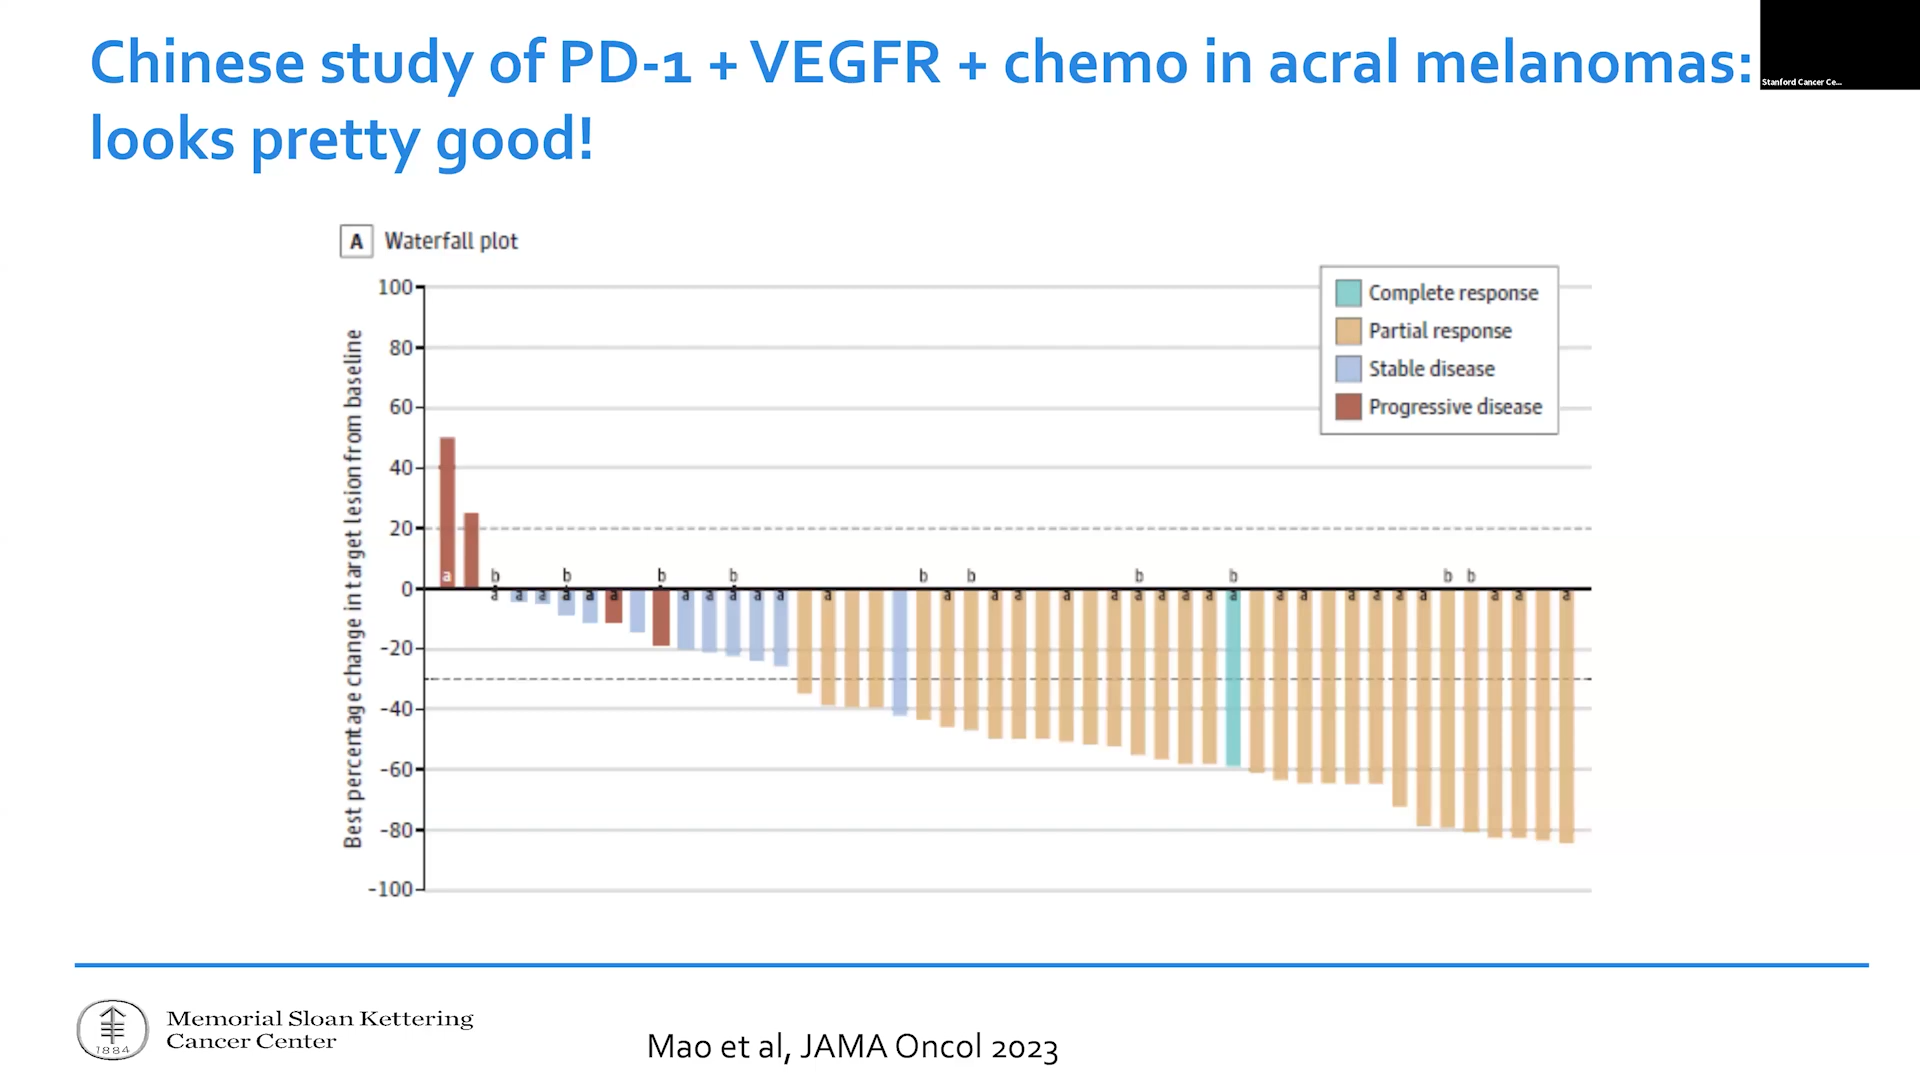 Chinese study of PD-1 + VEGFR + chemo in acral melanomas:
looks pretty good!
Stanford Cancer Ce...
A Waterfall plot
Best percentage change in target lesion from baseline
100
80
60
40
20
0
-20
-40
-60
-80
-100
Complete response
Partial response
Stable disease
Progressive disease
b b b b b b b b b b
a a a a a a a a a a a a a a a a a a a a a a a a a a a a a a a a a a
Memorial Sloan Kettering
Cancer Center
1884
Mao et al, JAMA Oncol 2023